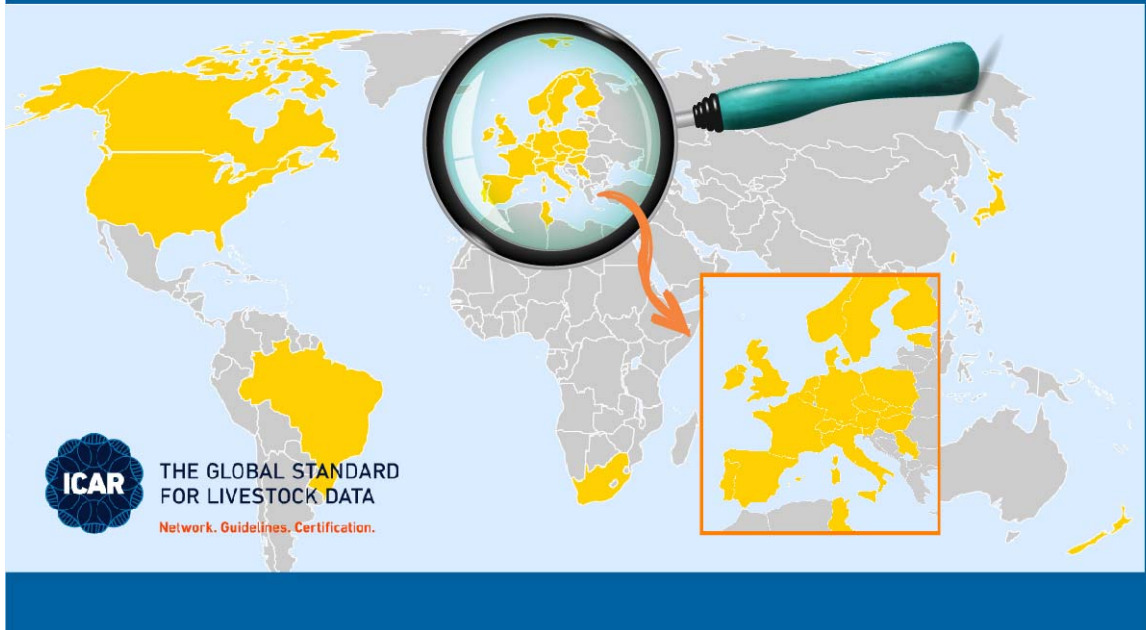 ICAR
THE GLOBAL STANDARD
FOR LIVESTOCK DATA
Network. Guidelines. Certification.